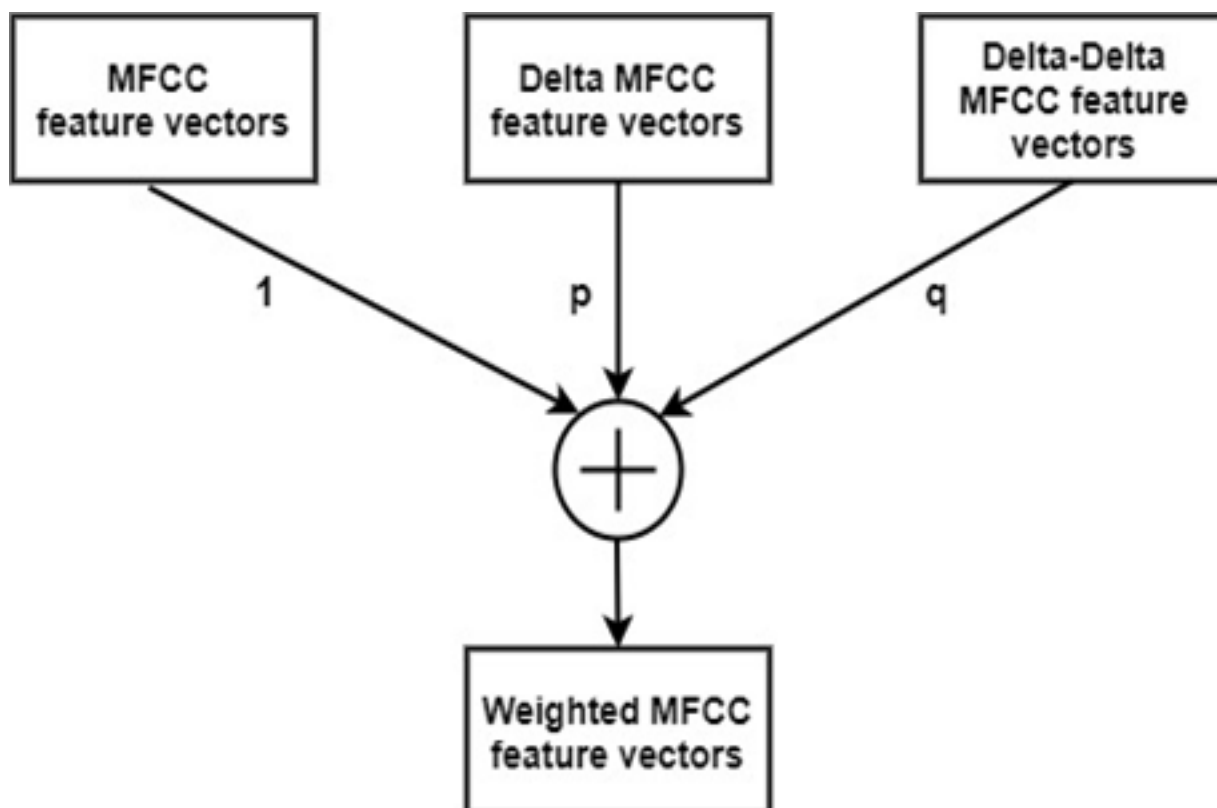 MFCC
feature vectors
Delta MFCC
feature vectors
Delta-Delta
MFCC feature
vectors
1
p
q
Weighted MFCC
feature vectors